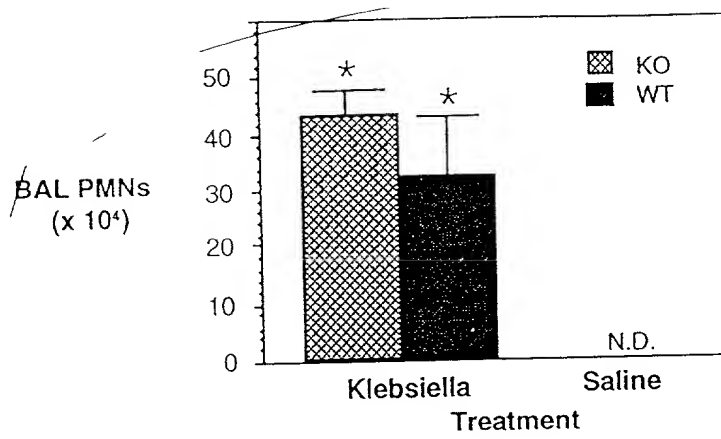 50
40
30
20
10
0
BAL PMNs
(x 10⁴)
*
*
KO
WT
N.D.
Klebsiella
Saline
Treatment